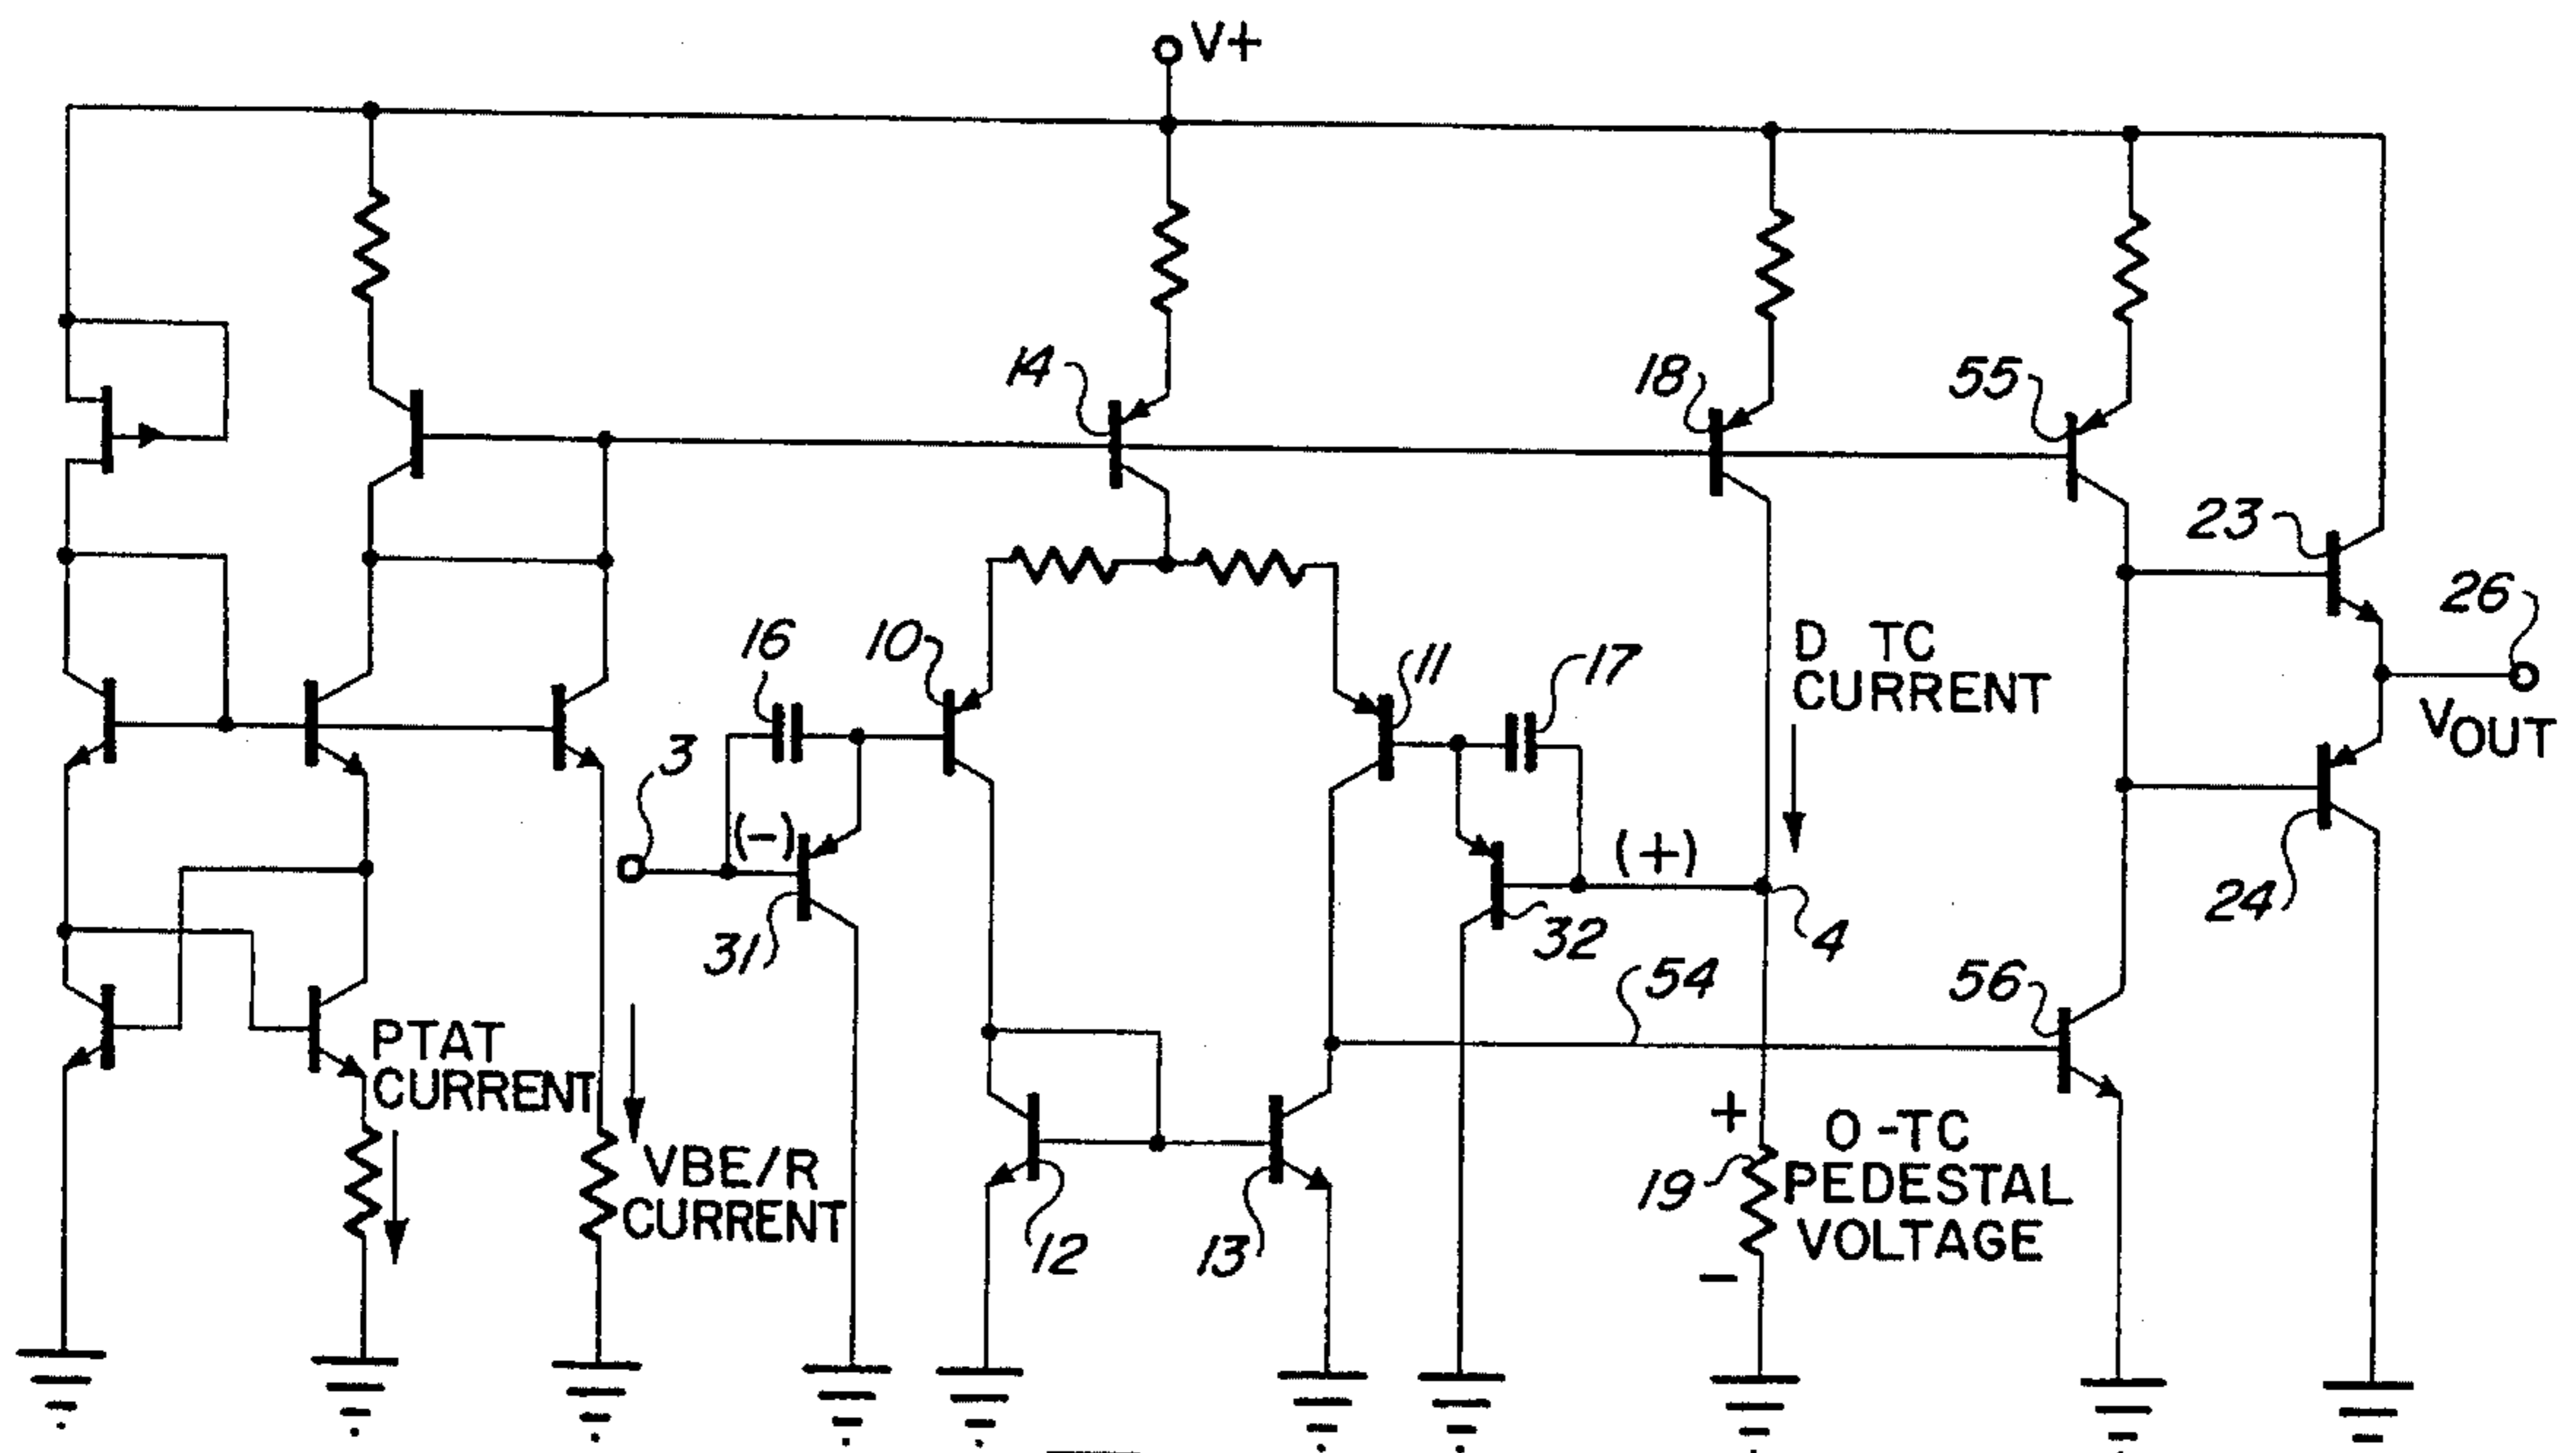 V+
14
18
55
23
26
16
10
11
17
D TC
CURRENT
VOUT
3
(-)
(+)
31
32
4
24
54
56
PTAT
CURRENT
VBE/R
CURRENT
+
O-TC
PEDESTAL
VOLTAGE
19
-
12
13